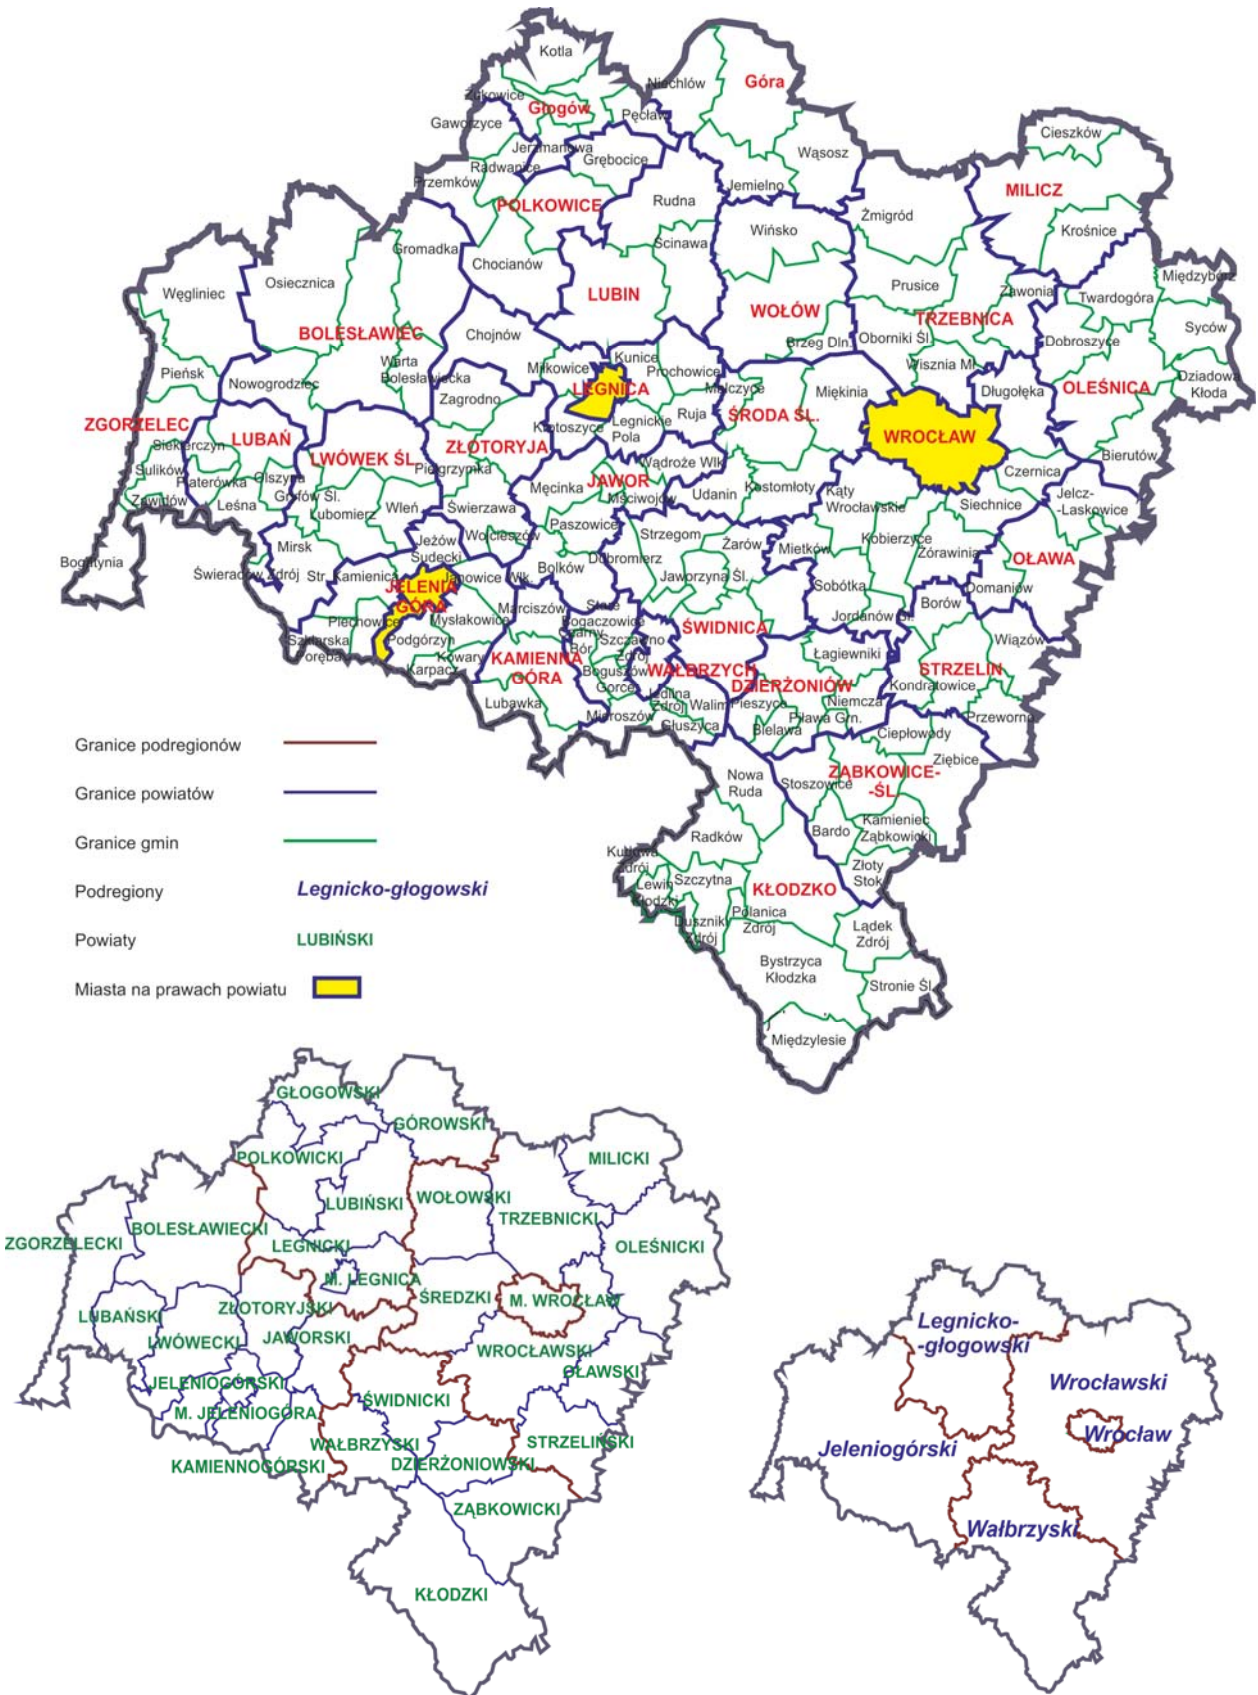 Kotla
Niechlów
Góra
Żukowice
Głogów
Pęcław
Gaworzyce
Cieszków
Jerzmanowa
Grębocice
Wąsosz
Radwanice
Przemków
Jemielno
MILICZ
POLKOWICE
Rudna
Żmigród
Wińsko
Krośnice
Gromadka
Ścinawa
Chocianów
Osiecznica
Węgliniec
LUBIN
Prusice
Zawonia
Międzybórz
Twardogóra
WOŁÓW
TRZEBNICA
BOLESŁAWIEC
Chojnów
Syców
Brzeg Dln.
Oborniki Śl.
Dobroszyce
Warta
Bolesławiecka
Miłkowice
Kunice
Prochowice
Wisznia Mł.
Pieńsk
Nowogrodziec
LEGNICA
Malczyce
Miękinia
Długołęka
OLEŚNICA
Dziadowa
Kłoda
Zagrodno
ZGORZELEC
Krotoszyce
Legnickie
Pola
Ruja
ŚRODA ŚL.
WROCŁAW
Siekierczyn
LUBAŃ
LWÓWEK ŚL.
ZŁOTORYJA
Bierutów
Sulików
Platerówka
Olszyna
Pielgrzymka
Wądroże Wlk.
Czernica
Zawidów
Leśna
Gryfów Śl.
Lubomierz
Wleń
Świerzawa
Męcinka
JAWOR
Mściwojów
Udanin
Kostomłoty
Kąty
Wrocławskie
Siechnice
Jelcz-
-Laskowice
Paszowice
Mirsk
Jeżów
Sudecki
Wojcieszów
Strzegom
Żarów
Mietków
Kobierzyce
Żórawinia
Bogatynia
Świeradów Zdrój
Str. Kamienica
Janowice Wlk.
Bolków
Dobromierz
Jaworzyna Śl.
Sobótka
OŁAWA
Domaniów
JELENIA
GÓRA
Piechowice
Mysłakowice
Marciszów
Stare
Bogaczowice
Jordanów Śl.
Borów
Szklarska
Poręba
Podgórzyn
Kowary
Karpacz
Czarny
Bór
Szczawno
Zdrój
ŚWIDNICA
Wiązów
KAMIENNA
GÓRA
Boguszów
Gorce
WAŁBRZYCH
DZIERŻONIÓW
Łagiewniki
STRZELIN
Kondratowice
Lubawka
Jedlina
Zdrój
Walim
Pieszyce
Niemcza
Piława Grn.
Mieroszów
Głuszyca
Bielawa
Przeworno
Ciepłowody
Ziębice
Granice podregionów
Nowa
Ruda
Stoszowice
ZĄBKOWICE-
-ŚL.
Granice powiatów
Granice gmin
Radków
Bardo
Kamieniec
Ząbkowicki
Kudowa
Zdrój
Złoty
Stok
Podregiony
Legnicko-głogowski
Lewin
Kłodzki
Szczytna
KŁODZKO
Powiaty
LUBIŃSKI
Duszniki
Zdrój
Polanica
Zdrój
Lądek
Zdrój
Bystrzyca
Kłodzka
Stronie Śl.
Miasta na prawach powiatu
Międzylesie
GŁOGOWSKI
GÓROWSKI
POLKOWICKI
MILICKI
LUBIŃSKI
WOŁOWSKI
TRZEBNICKI
ZGORZELECKI
BOLESŁAWIECKI
LEGNICKI
OLEŚNICKI
M. LEGNICA
ŚREDZKI
M. WROCŁAW
LUBAŃSKI
ZŁOTORYJSKI
LWÓWECKI
JAWORSKI
WROCŁAWSKI
OŁAWSKI
JELENIOGÓRSKI
ŚWIDNICKI
M. JELENIOGÓRA
WAŁBRZYSKI
STRZELIŃSKI
KAMIENNOGÓRSKI
DZIERŻONIOWSKI
ZĄBKOWICKI
KŁODZKI
Legnicko-
-głogowski
Wrocławski
Wrocław
Jeleniogórski
Wałbrzyski